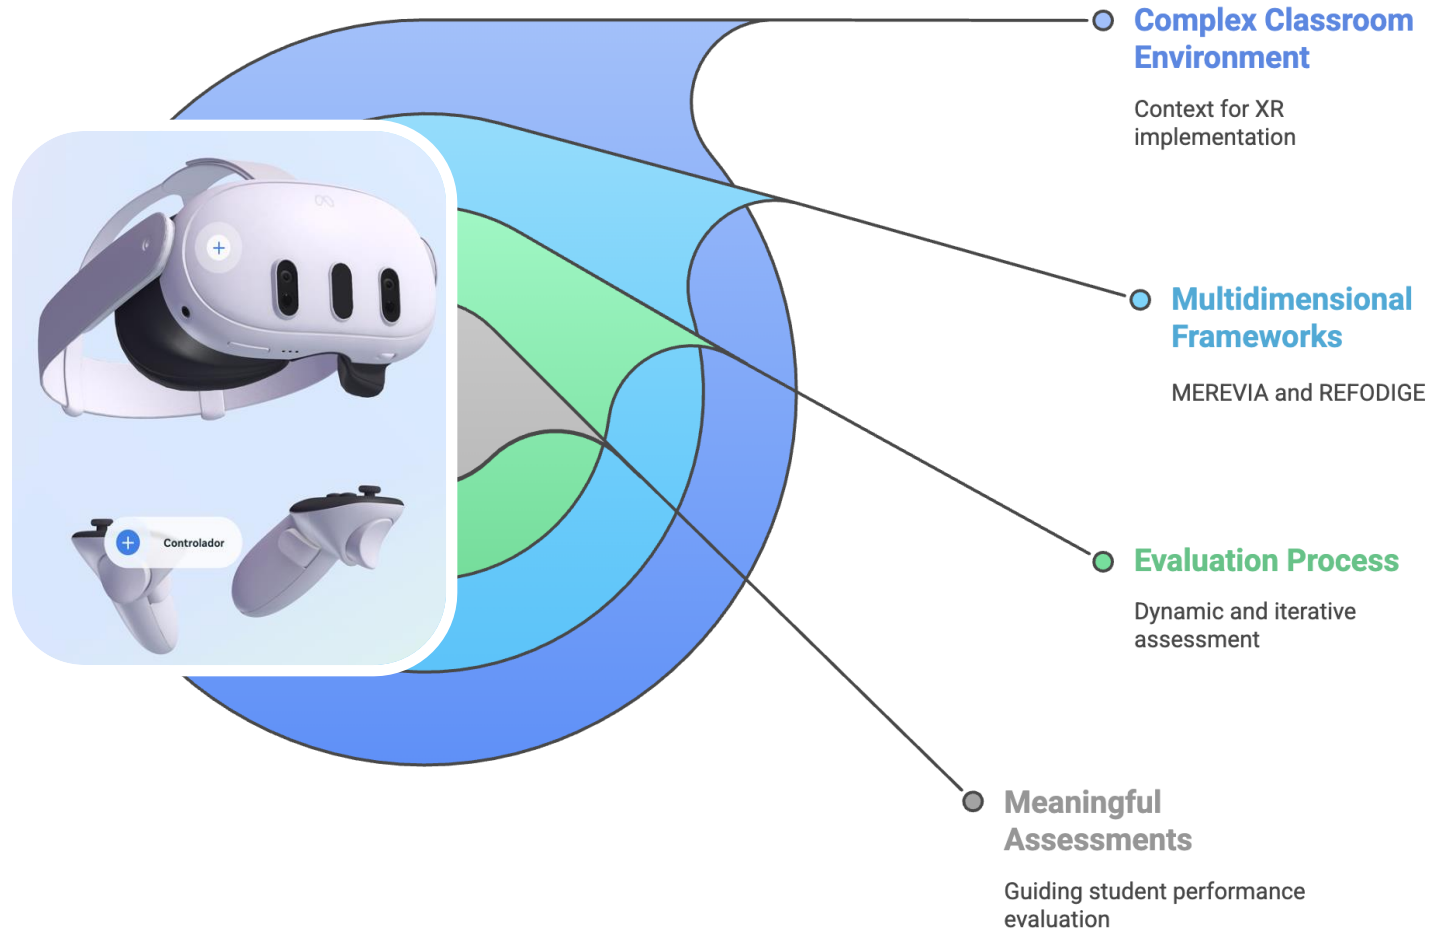 Complex Classroom
Environment
Context for XR
implementation
Multidimensional
Frameworks
MEREVIA and REFODIGE
Controlador
Evaluation Process
Dynamic and iterative
assessment
Meaningful
Assessments
Guiding student performance
evaluation